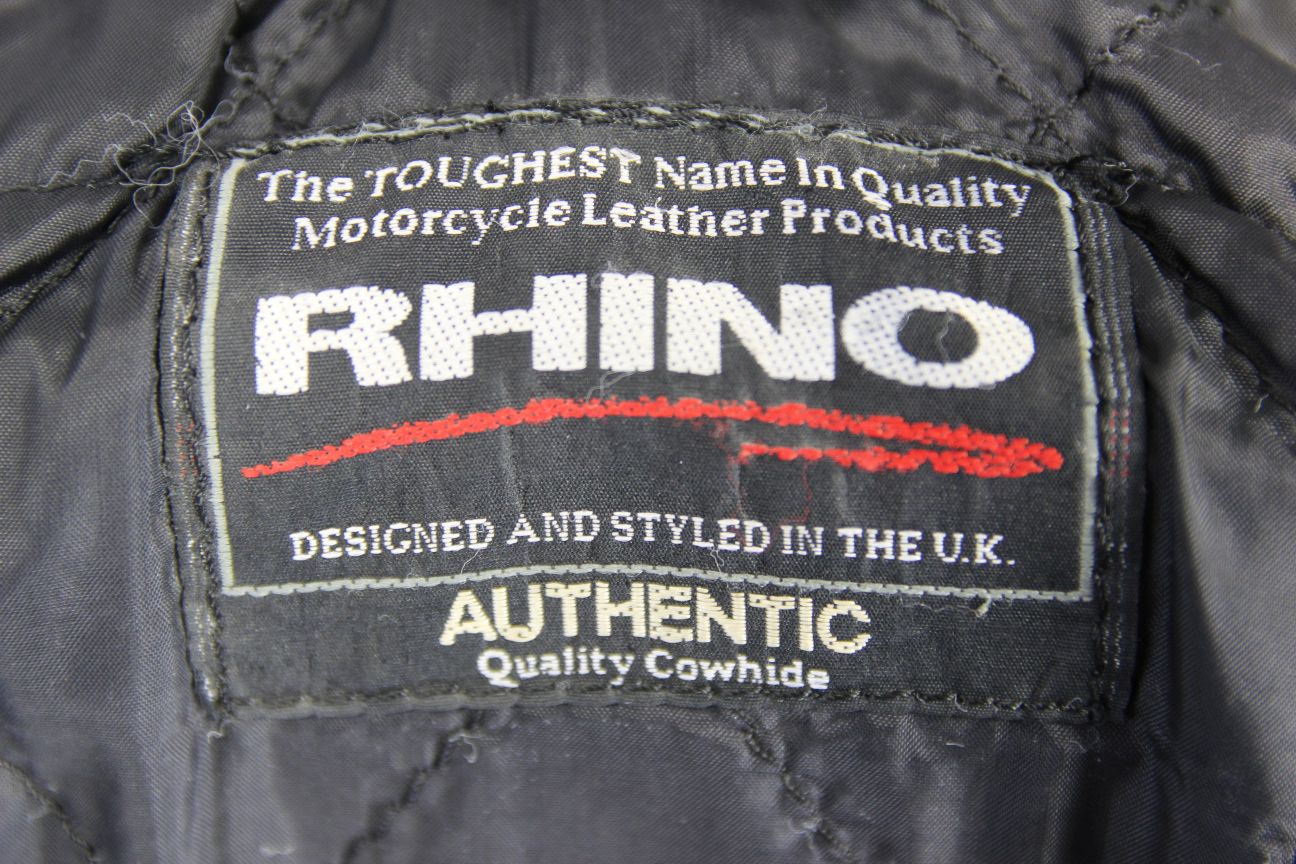 The TOUGHEST Name In Quality
Motorcycle Leather Products
RHINO
DESIGNED AND STYLED IN THE U.K.
AUTHENTIC
Quality Cowhide